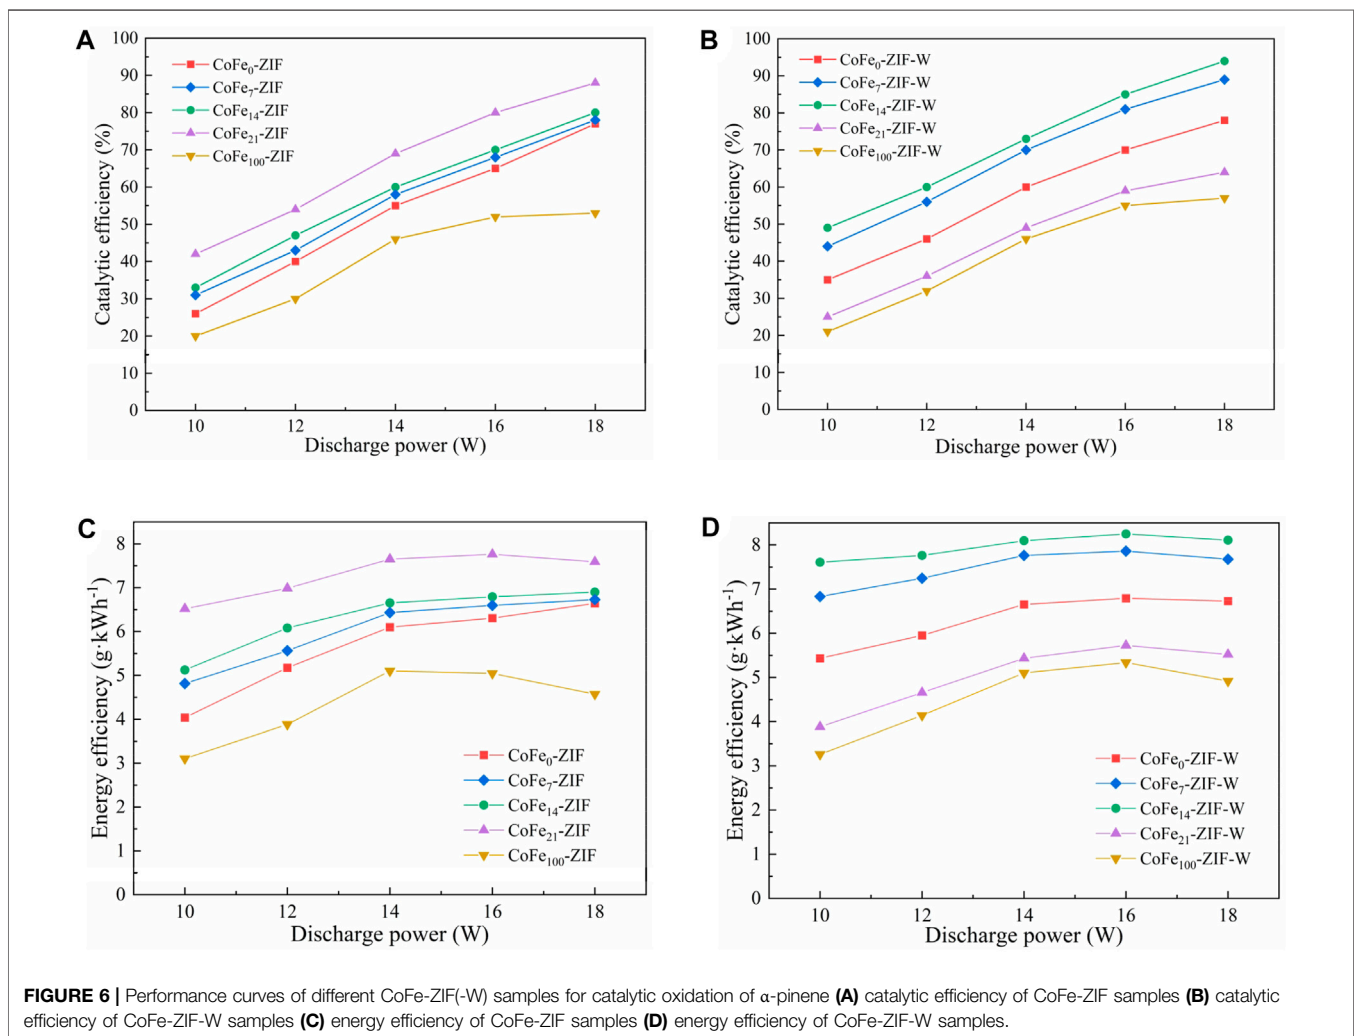 A
100
90
80
70
60
50
40
30
20
10
0
Catalytic efficiency (%)
CoFe₀-ZIF
CoFe₇-ZIF
CoFe₁₄-ZIF
CoFe₂₁-ZIF
CoFe₁₀₀-ZIF
10 12 14 16 18
Discharge power (W)
B
100
90
80
70
60
50
40
30
20
10
0
Catalytic efficiency (%)
CoFe₀-ZIF-W
CoFe₇-ZIF-W
CoFe₁₄-ZIF-W
CoFe₂₁-ZIF-W
CoFe₁₀₀-ZIF-W
10 12 14 16 18
Discharge power (W)
C
8
7
6
5
4
3
2
1
0
Energy efficiency (g·kWh⁻¹)
CoFe₀-ZIF
CoFe₇-ZIF
CoFe₁₄-ZIF
CoFe₂₁-ZIF
CoFe₁₀₀-ZIF
10 12 14 16 18
Discharge power (W)
D
8
7
6
5
4
3
2
1
0
Energy efficiency (g·kWh⁻¹)
CoFe₀-ZIF-W
CoFe₇-ZIF-W
CoFe₁₄-ZIF-W
CoFe₂₁-ZIF-W
CoFe₁₀₀-ZIF-W
10 12 14 16 18
Discharge power (W)
FIGURE 6 | Performance curves of different CoFe-ZIF(-W) samples for catalytic oxidation of α-pinene (A) catalytic efficiency of CoFe-ZIF samples (B) catalytic
efficiency of CoFe-ZIF-W samples (C) energy efficiency of CoFe-ZIF samples (D) energy efficiency of CoFe-ZIF-W samples.